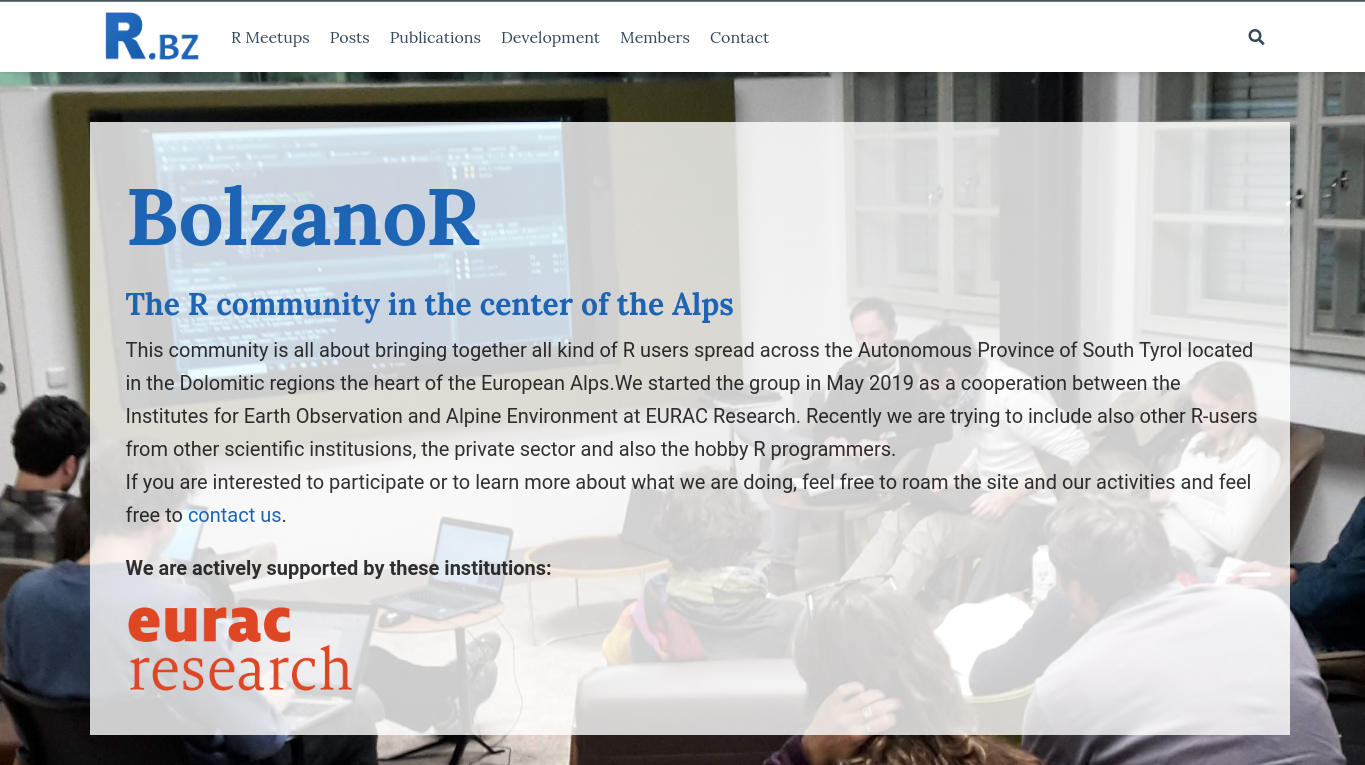 R.BZ
R Meetups Posts Publications Development Members Contact
BolzanoR
The R community in the center of the Alps
This community is all about bringing together all kind of R users spread across the Autonomous Province of South Tyrol located
in the Dolomitic regions the heart of the European Alps.We started the group in May 2019 as a cooperation between the
Institutes for Earth Observation and Alpine Environment at EURAC Research. Recently we are trying to include also other R-users
from other scientific institusions, the private sector and also the hobby R programmers.
If you are interested to participate or to learn more about what we are doing, feel free to roam the site and our activities and feel
free to contact us.
We are actively supported by these institutions:
eurac
research